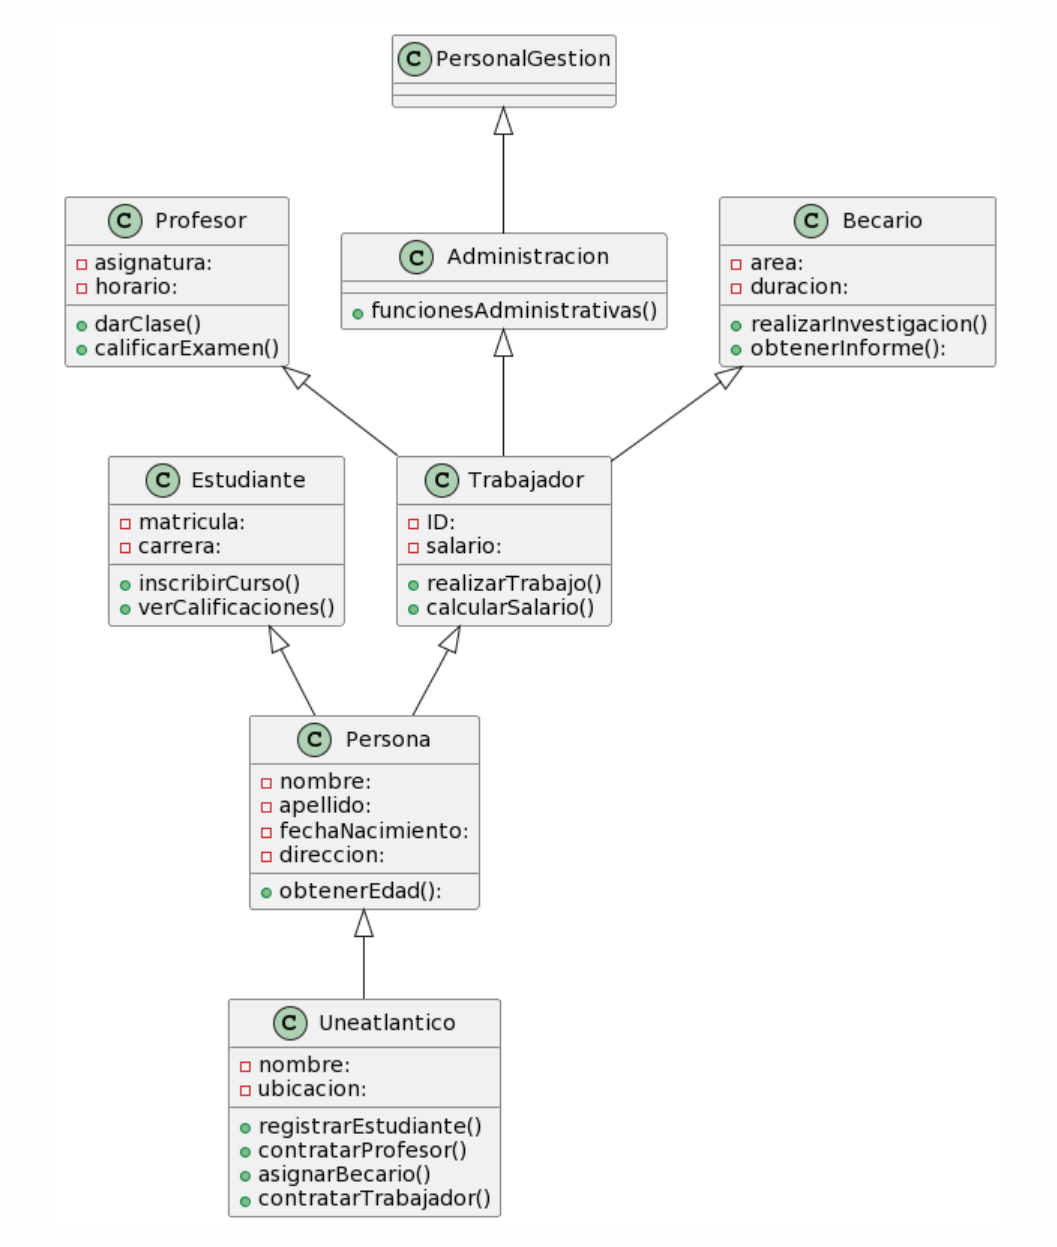 C PersonalGestion
C Profesor
asignatura:
horario:
darClase()
calificarExamen()
C Administracion
funcionesAdministrativas()
C Becario
area:
duracion:
realizarInvestigacion()
obtenerInforme():
C Estudiante
matricula:
carrera:
inscribirCurso()
verCalificaciones()
C Trabajador
ID:
salario:
realizarTrabajo()
calcularSalario()
C Persona
nombre:
apellido:
fechaNacimiento:
direccion:
obtenerEdad():
C Uneatlantico
nombre:
ubicacion:
registrarEstudiante()
contratarProfesor()
asignarBecario()
contratarTrabajador()